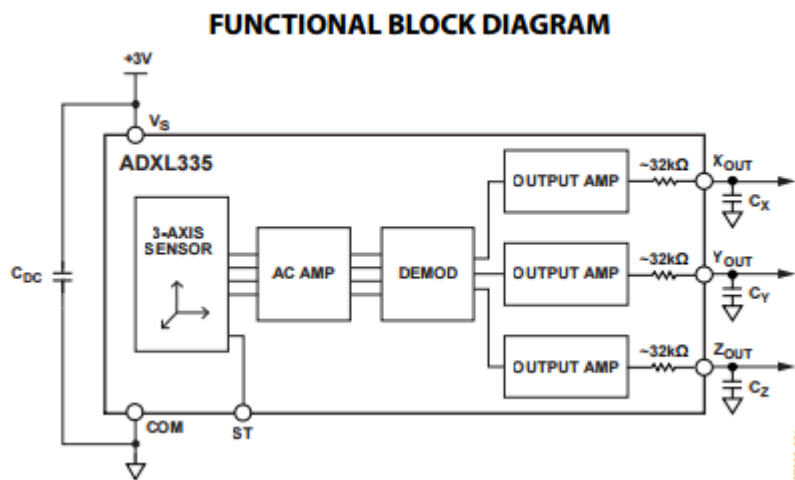 FUNCTIONAL BLOCK DIAGRAM
+3V
VS
ADXL335
3-AXIS
SENSOR
AC AMP
DEMOD
OUTPUT AMP
~32kΩ
XOUT
CX
OUTPUT AMP
~32kΩ
YOUT
CY
OUTPUT AMP
~32kΩ
ZOUT
CZ
CDC
COM
ST